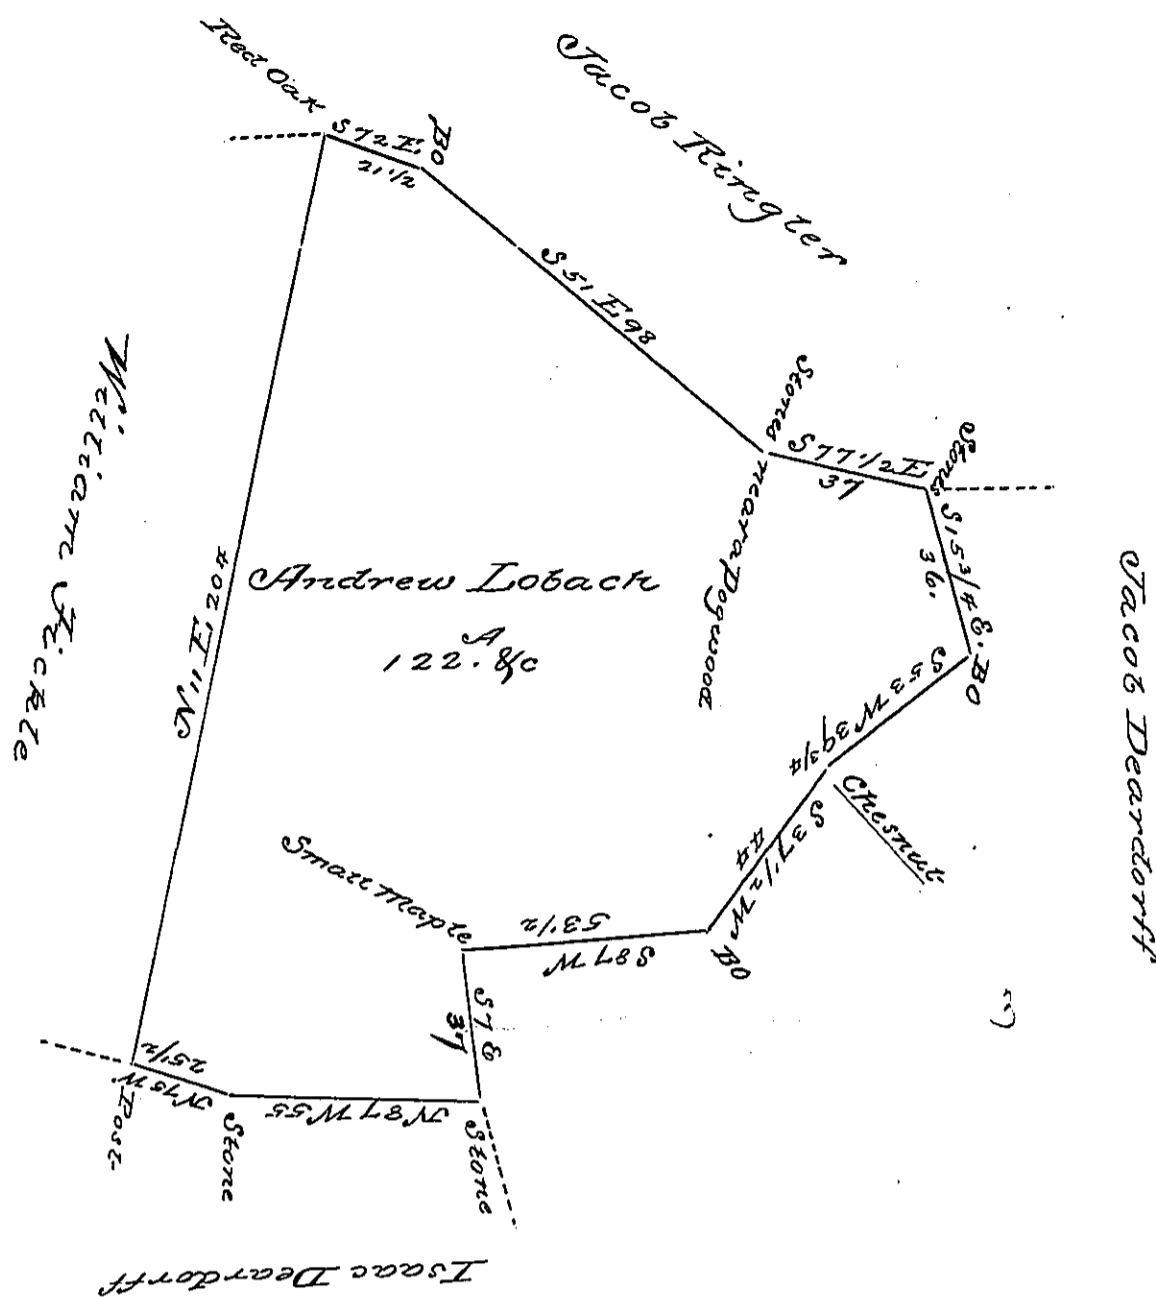 Red Oak
S 72 E
21 1/2
BO
Jacob Ringler
S 51 E 98
Stones
near a Dogwood
S 77 1/2 E
37
Stones
S 15 3/4 E.
36.
BO
Jacob Deardorff
S 53 W 39 3/4
Chesnut
S 37 1/2 W
44
BO
S 87 W
53 1/2
Small Maple
S 7 E
37
Stone
N 87 W 55
Stone
N 75 W
25 1/2
Post
Isaac Deardorff
N 11 E 204
William Fickle
Andrew Loback
A
122. &c